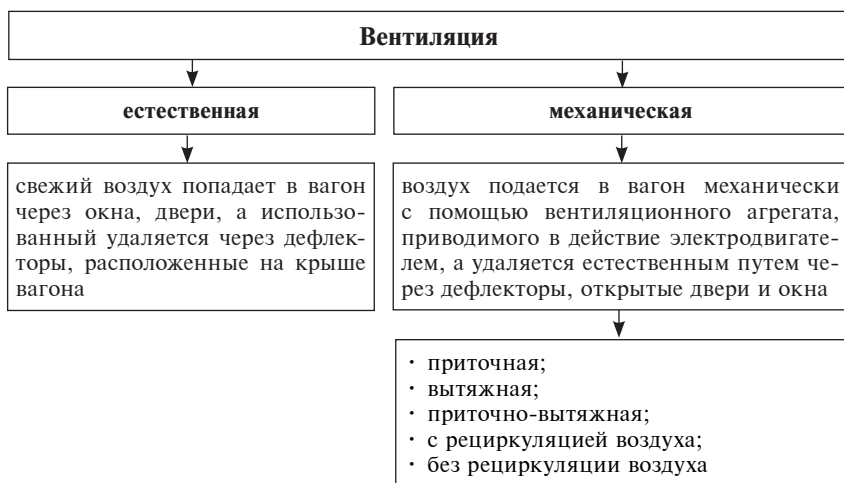 Вентиляция
естественная
механическая
свежий воздух попадает в вагон
через окна, двери, а использо-
ванный удаляется через дефлек-
торы, расположенные на крыше
вагона
воздух подается в вагон механически
с помощью вентиляционного агрегата,
приводимого в действие электродвигате-
лем, а удаляется естественным путем че-
рез дефлекторы, открытые двери и окна
· приточная;
· вытяжная;
· приточно-вытяжная;
· с рециркуляцией воздуха;
· без рециркуляции воздуха